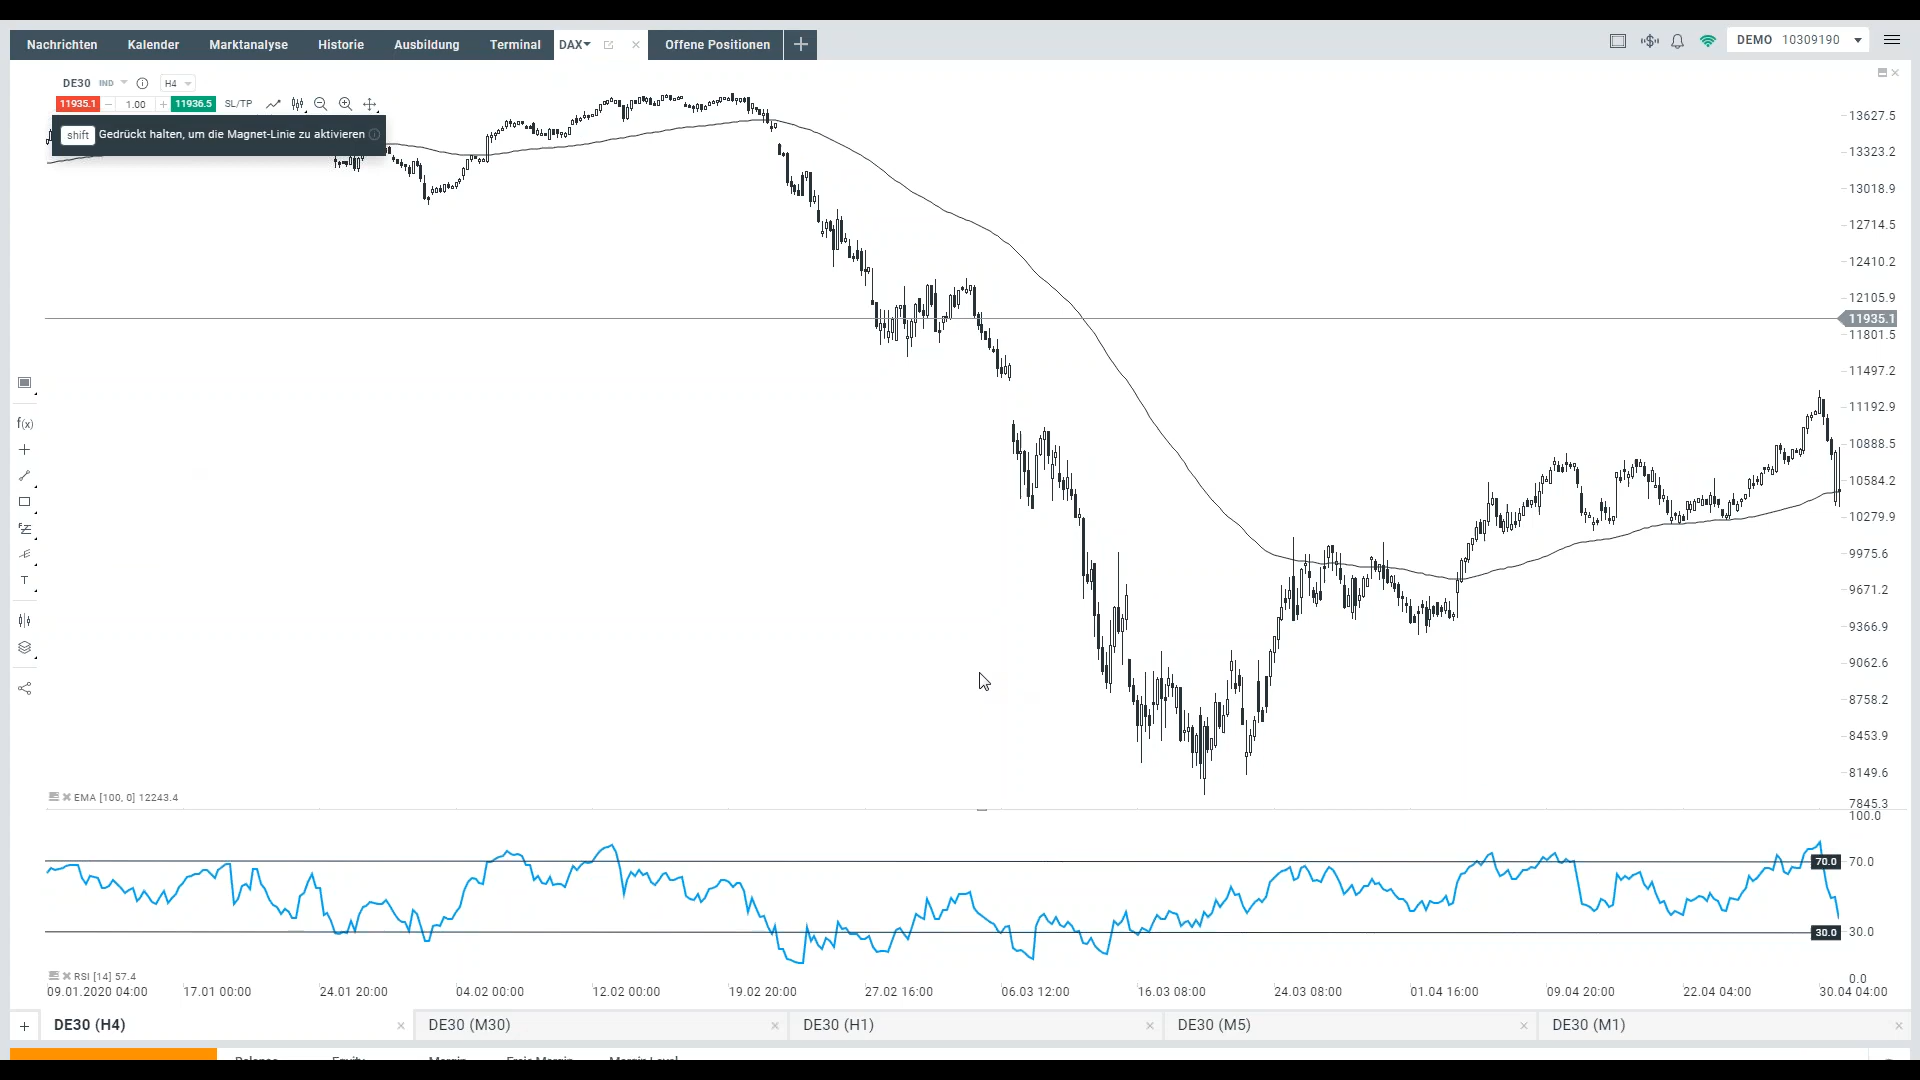 Nachrichten Kalender Marktanalyse Historie Ausbildung Terminal DAX Offene Positionen DEMO 10309190
DE30 IND H4
11935.1 1.00 11936.5 SL/TP
shift Gedrückt halten, um die Magnet-Linie zu aktivieren
13627.5
13323.2
13018.9
12714.5
12410.2
12105.9
11935.1
11801.5
11497.2
11192.9
10888.5
10584.2
10279.9
9975.6
9671.2
9366.9
9062.6
8758.2
8453.9
8149.6
7845.3
f(x)
T
EMA [100, 0] 12243.4
100.0
70.0 70.0
30.0 30.0
0.0
RSI [14] 57.4
09.01.2020 04:00 17.01 00:00 24.01 20:00 04.02 00:00 12.02 00:00 19.02 20:00 27.02 16:00 06.03 12:00 16.03 08:00 24.03 08:00 01.04 16:00 09.04 20:00 22.04 04:00 30.04 04:00
DE30 (H4) DE30 (M30) DE30 (H1) DE30 (M5) DE30 (M1)
Balance Equity Margin Freie Margin Margin Level